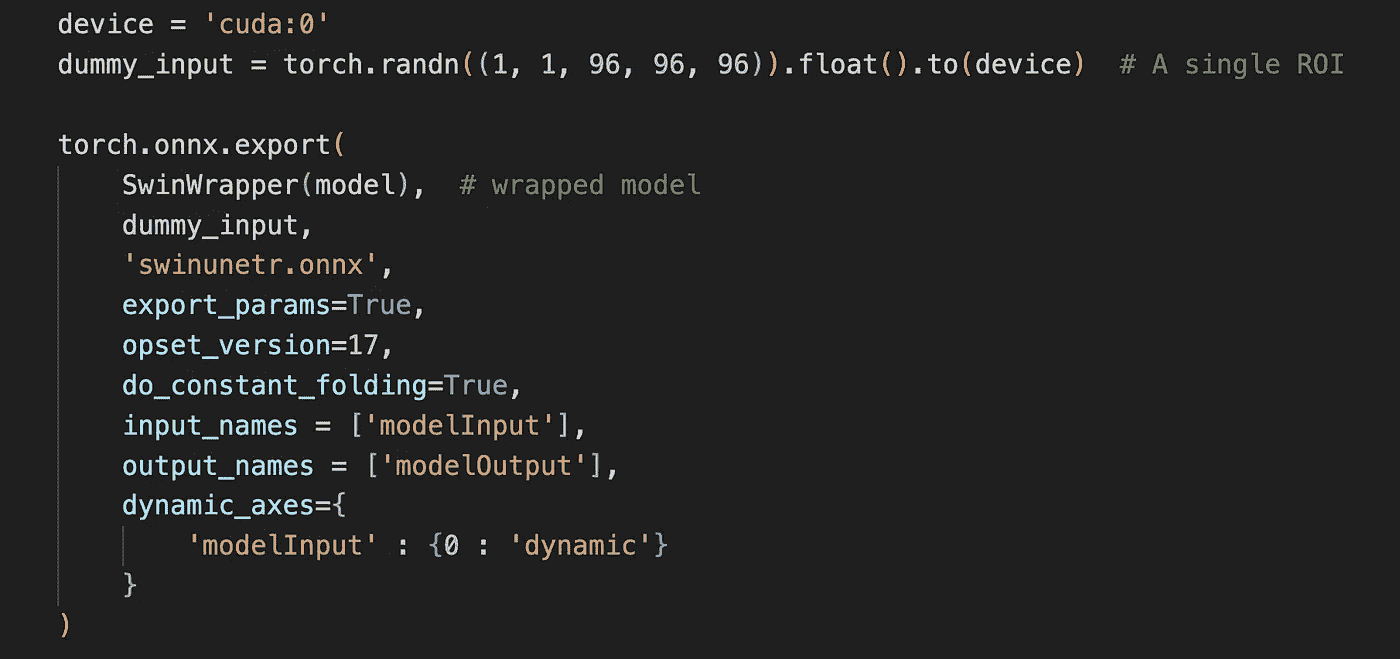 device = 'cuda:0'
dummy_input = torch.randn((1, 1, 96, 96, 96)).float().to(device)  # A single ROI
torch.onnx.export(
    SwinWrapper(model),  # wrapped model
    dummy_input,
    'swinunetr.onnx',
    export_params=True,
    opset_version=17,
    do_constant_folding=True,
    input_names = ['modelInput'],
    output_names = ['modelOutput'],
    dynamic_axes={
        'modelInput' : {0 : 'dynamic'}
    }
)